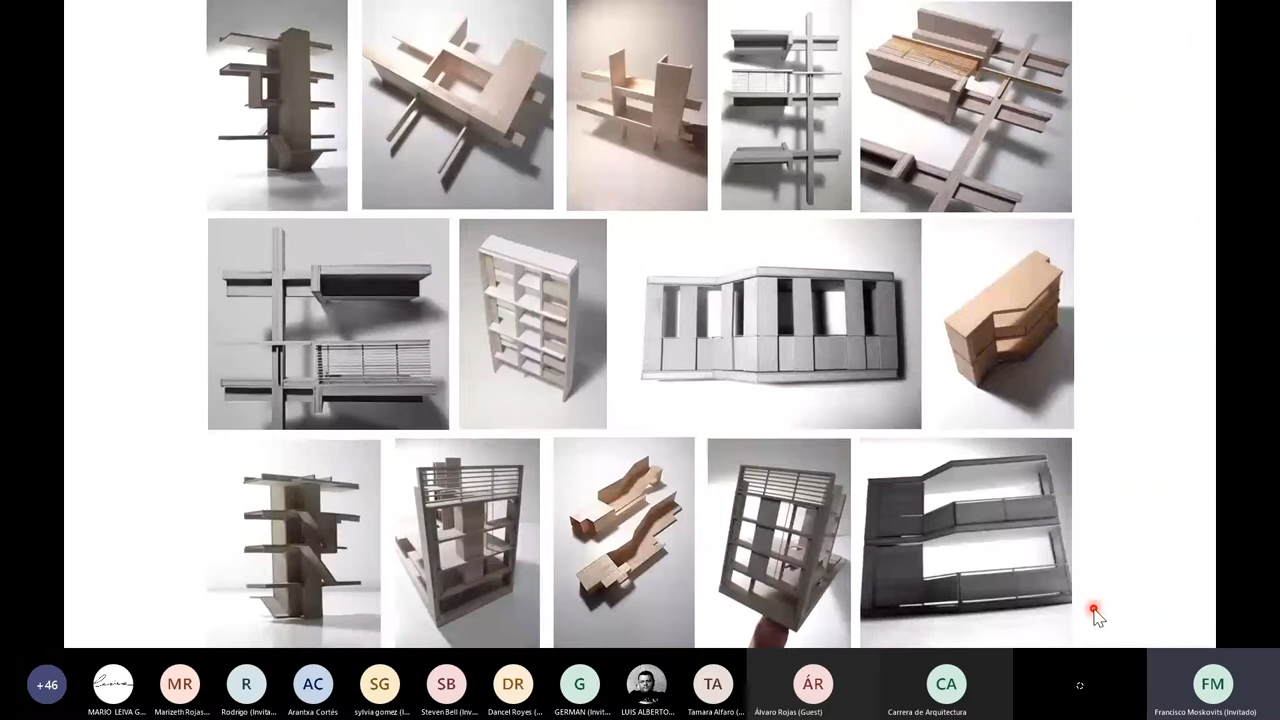 +46
MARIO LEIVA G...
MR
Marizeth Rojas...
R
Rodrigo (Invita...
AC
Arantxa Cortés
SG
sylvia gomez (I...
SB
Steven Bell (Inv...
DR
Dancel Royes (...
G
GERMAN (Invit...
LUIS ALBERTO...
TA
Tamara Alfaro (...
ÁR
Álvaro Rojas (Guest)
CA
Carrera de Arquitectura
FM
Francisco Moskovits (Invitado)